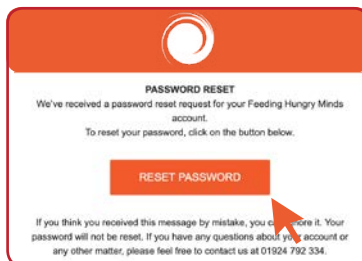 PASSWORD RESET
We've received a password reset request for your Feeding Hungry Minds
account.
To reset your password, click on the button below.
RESET PASSWORD
If you think you received this message by mistake, you can ignore it. Your
password will not be reset. If you have any questions about your account or
any other matter, please feel free to contact us at 01924 792 334.